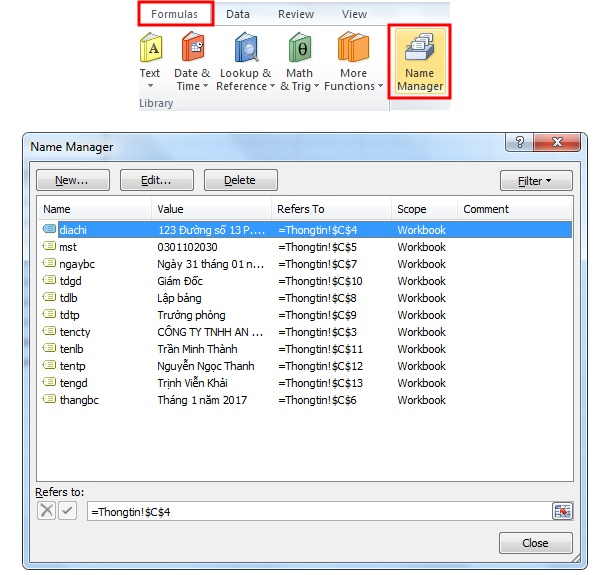 Formulas Data Review View
Text Date & Time Lookup & Reference Math & Trig More Functions Name Manager
Library
Name Manager
New... Edit... Delete Filter
Name Value Refers To Scope Comment
diachi 123 Đường số 13 P.... =Thongtin!$C$4 Workbook
mst 0301102030 =Thongtin!$C$5 Workbook
ngaybc Ngày 31 tháng 01 n... =Thongtin!$C$7 Workbook
tdgd Giám Đốc =Thongtin!$C$10 Workbook
tdlb Lập bảng =Thongtin!$C$8 Workbook
tdtp Trưởng phòng =Thongtin!$C$9 Workbook
tencty CÔNG TY TNHH AN ... =Thongtin!$C$3 Workbook
tenlb Trần Minh Thành =Thongtin!$C$11 Workbook
tentp Nguyễn Ngọc Thanh =Thongtin!$C$12 Workbook
tengd Trịnh Viễn Khải =Thongtin!$C$13 Workbook
thangbc Tháng 1 năm 2017 =Thongtin!$C$6 Workbook
Refers to:
=Thongtin!$C$4
Close